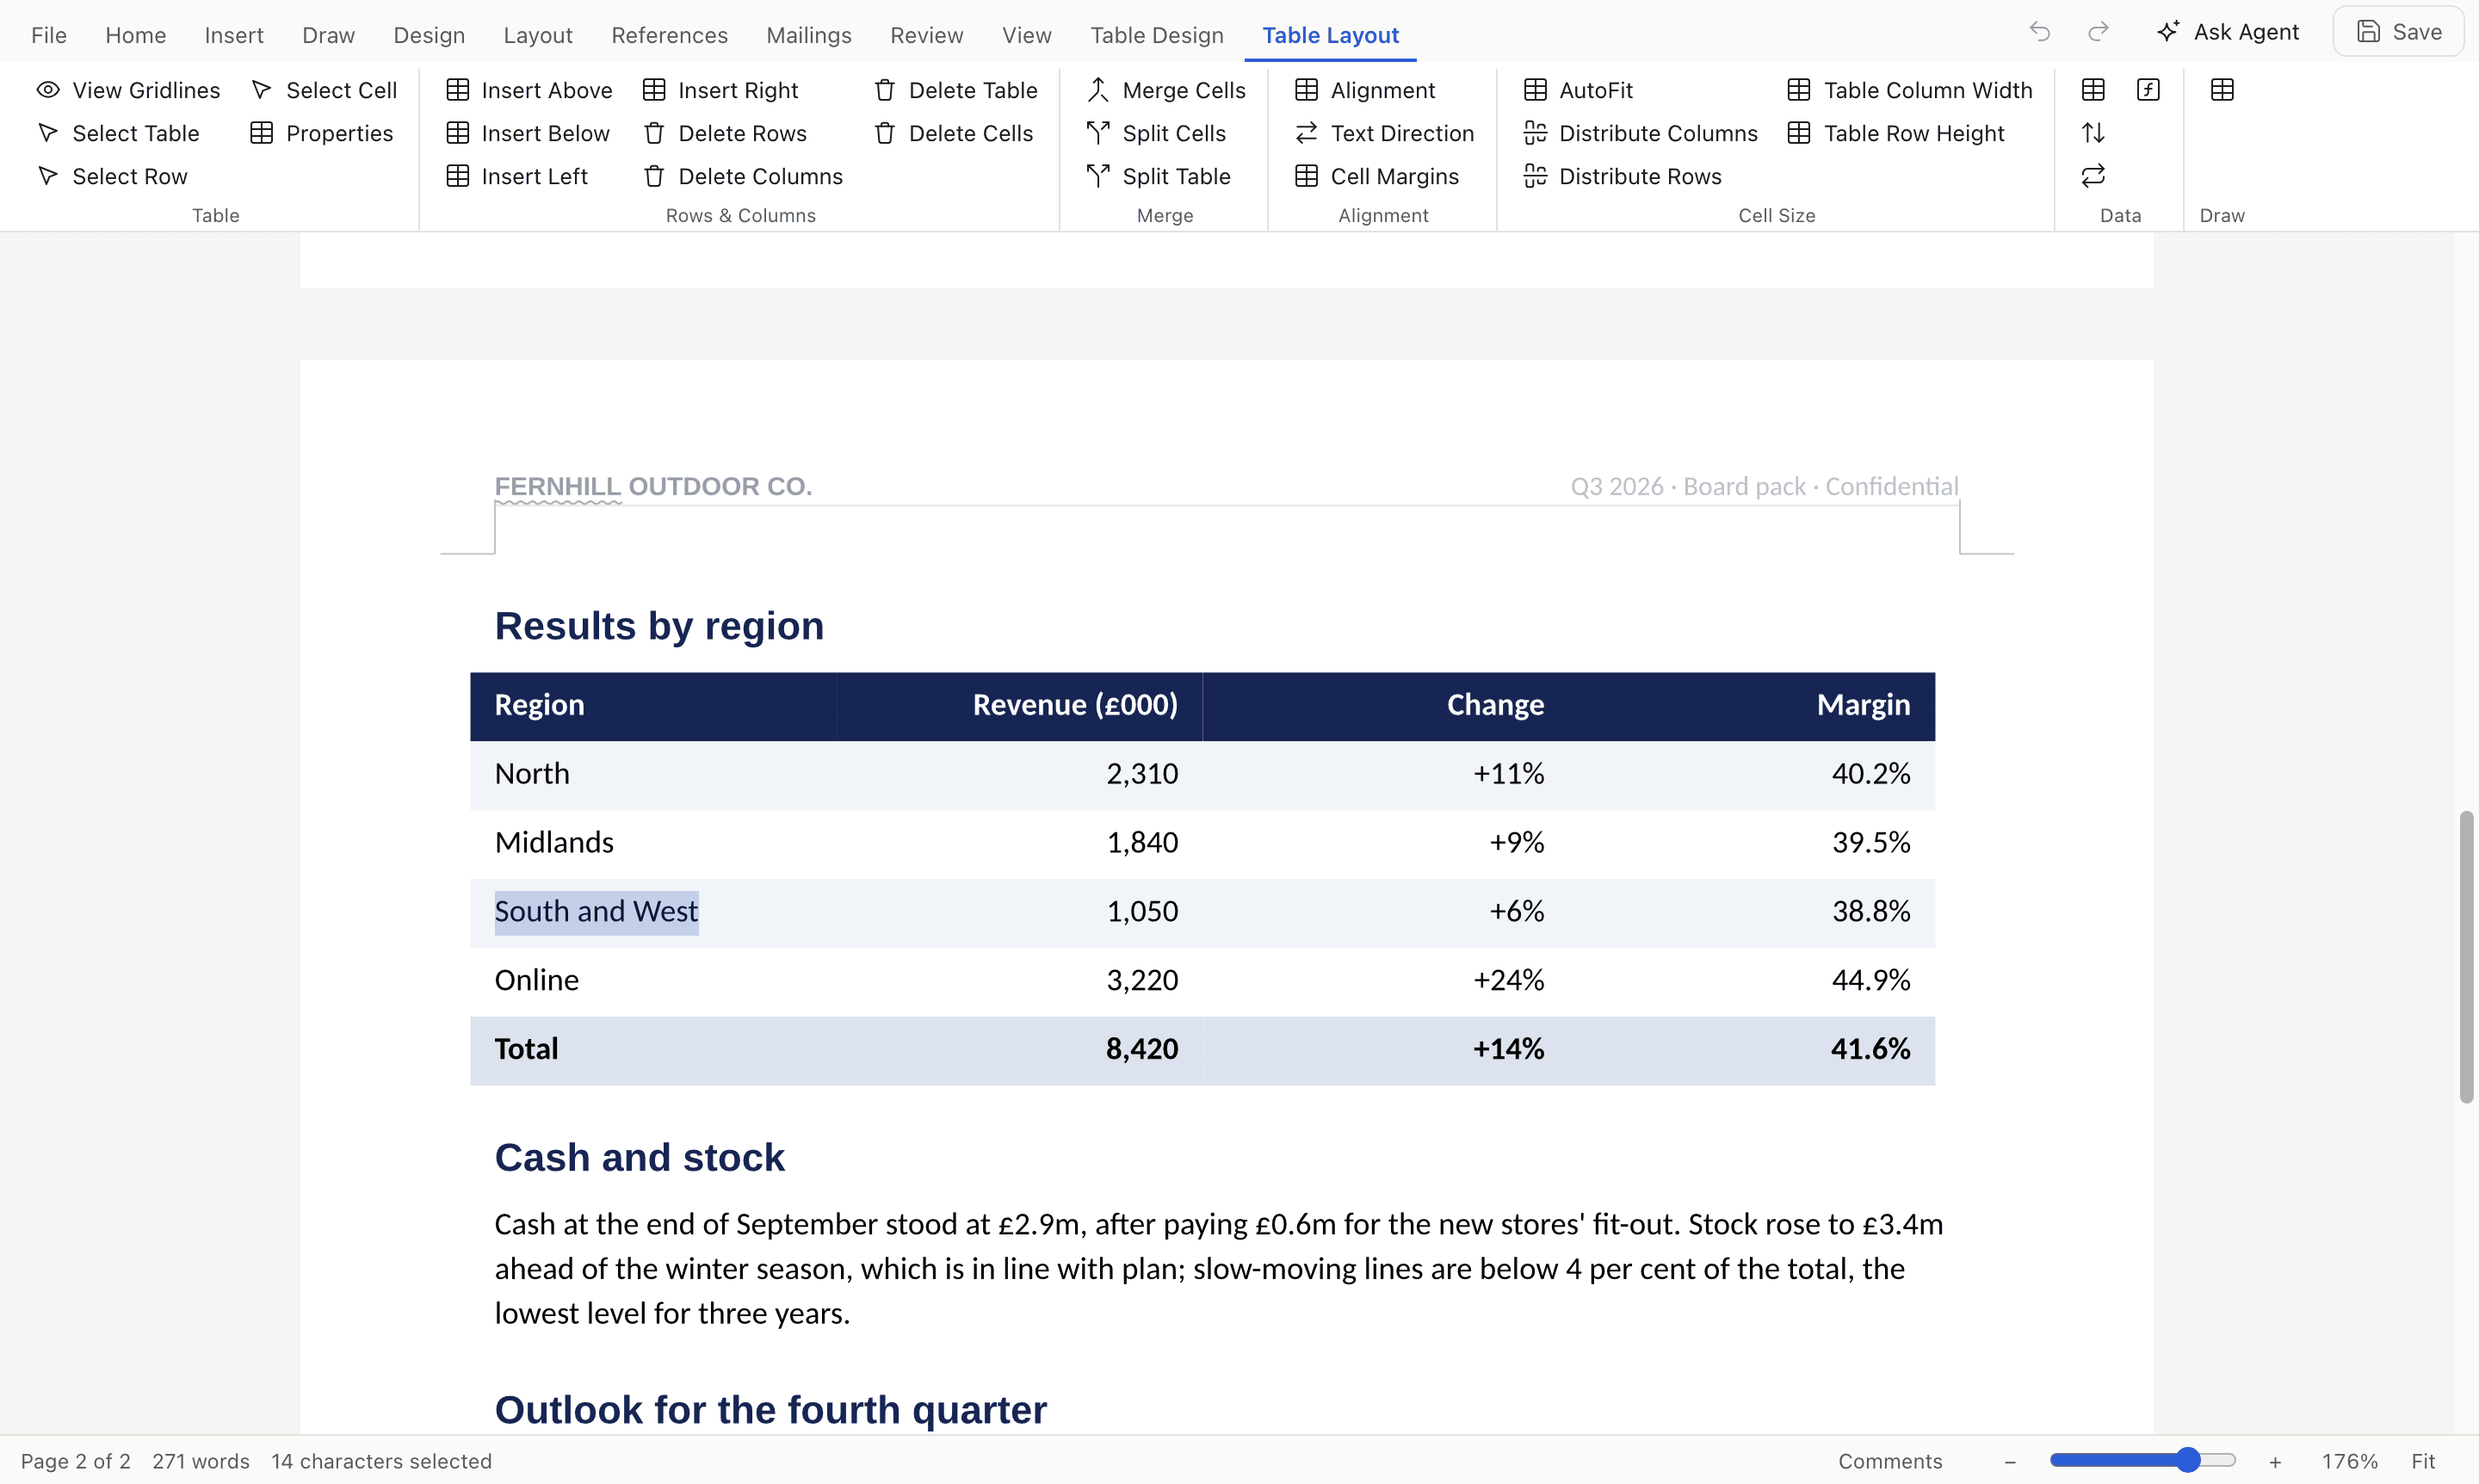 File Home Insert Draw Design Layout References Mailings Review View Table Design Table Layout Ask Agent Save
View Gridlines Select Cell Insert Above Insert Right Delete Table Merge Cells Alignment AutoFit Table Column Width
Select Table Properties Insert Below Delete Rows Delete Cells Split Cells Text Direction Distribute Columns Table Row Height
Select Row Insert Left Delete Columns Split Table Cell Margins Distribute Rows
Table Rows & Columns Merge Alignment Cell Size Data Draw
FERNHILL OUTDOOR CO. Q3 2026 · Board pack · Confidential
Results by region
Region Revenue (£000) Change Margin
North 2,310 +11% 40.2%
Midlands 1,840 +9% 39.5%
South and West 1,050 +6% 38.8%
Online 3,220 +24% 44.9%
Total 8,420 +14% 41.6%
Cash and stock
Cash at the end of September stood at £2.9m, after paying £0.6m for the new stores' fit-out. Stock rose to £3.4m
ahead of the winter season, which is in line with plan; slow-moving lines are below 4 per cent of the total, the
lowest level for three years.
Outlook for the fourth quarter
Page 2 of 2 271 words 14 characters selected Comments − + 176% Fit